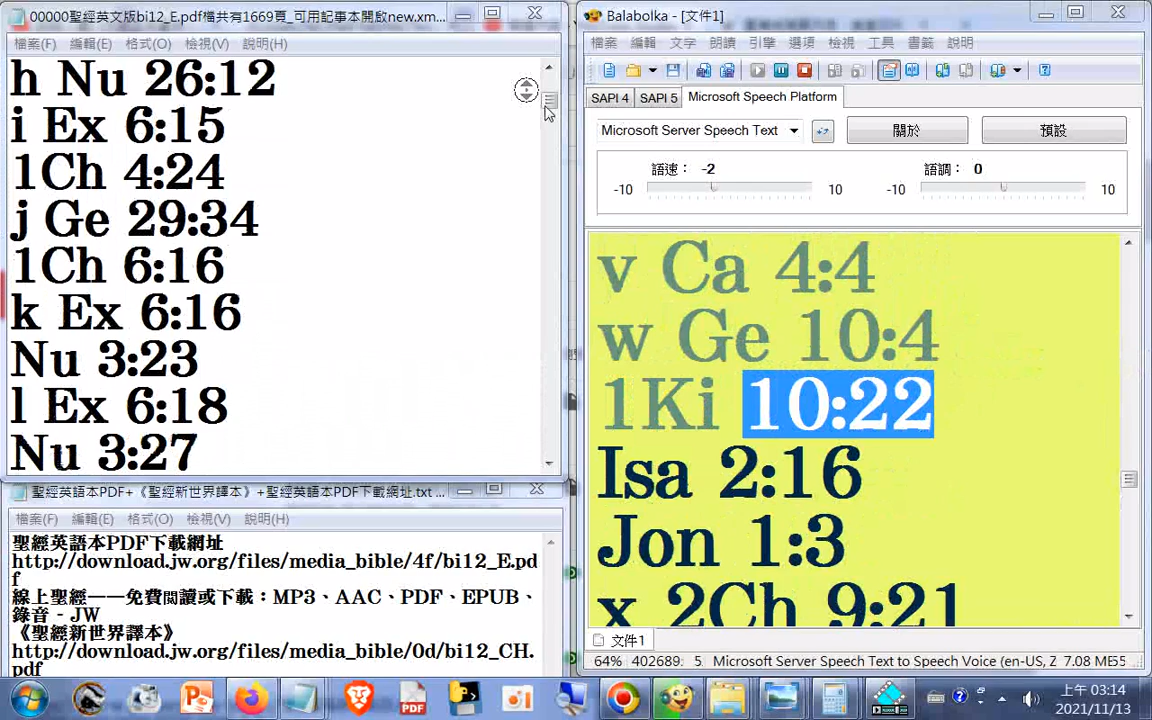 00000聖經英文版bi12_E.pdf檔共有1669頁_可用記事本開啟new.xm...
檔案(F) 編輯(E) 格式(O) 檢視(V) 說明(H)
h Nu 26:12
i Ex 6:15
1Ch 4:24
j Ge 29:34
1Ch 6:16
k Ex 6:16
Nu 3:23
l Ex 6:18
Nu 3:27
聖經英語本PDF+《聖經新世界譯本》+聖經英語本PDF下載網址.txt ...
檔案(F) 編輯(E) 格式(O) 檢視(V) 說明(H)
聖經英語本PDF下載網址
http://download.jw.org/files/media_bible/4f/bi12_E.pd
f
線上聖經——免費閱讀或下載：MP3、AAC、PDF、EPUB、
錄音 - JW
《聖經新世界譯本》
http://download.jw.org/files/media_bible/0d/bi12_CH.
pdf
Balabolka - [文件1]
檔案 編輯 文字 朗讀 引擎 選項 檢視 工具 書籤 說明
SAPI 4 SAPI 5 Microsoft Speech Platform
Microsoft Server Speech Text 關於 預設
語速： -2 語調： 0
-10 10 -10 10
v Ca 4:4
w Ge 10:4
1Ki 10:22
Isa 2:16
Jon 1:3
x 2Ch 9:21
文件1
64% 402689: 5 Microsoft Server Speech Text to Speech Voice (en-US, Z 7.08 ME55
上午 03:14
2021/11/13